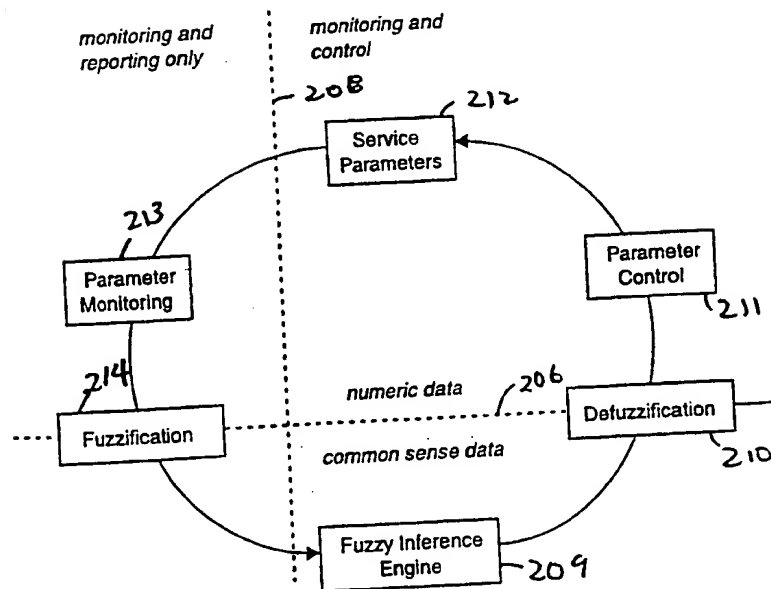 monitoring and
reporting only
monitoring and
control
208
212
Service
Parameters
213
Parameter
Monitoring
Parameter
Control
211
214
numeric data
206
Fuzzification
Defuzzification
common sense data
210
Fuzzy Inference
Engine
209